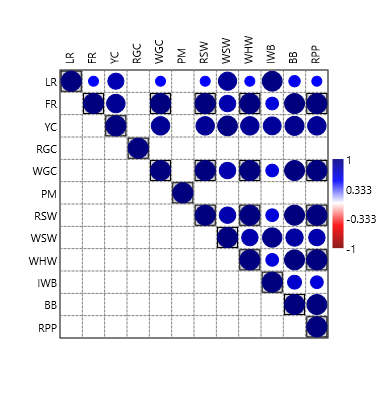 LR FR YC RGC WGC PM RSW WSW WHW IWB BB RPP
LR
FR
YC
RGC
WGC
PM
RSW
WSW
WHW
IWB
BB
RPP
1
0.333
-0.333
-1